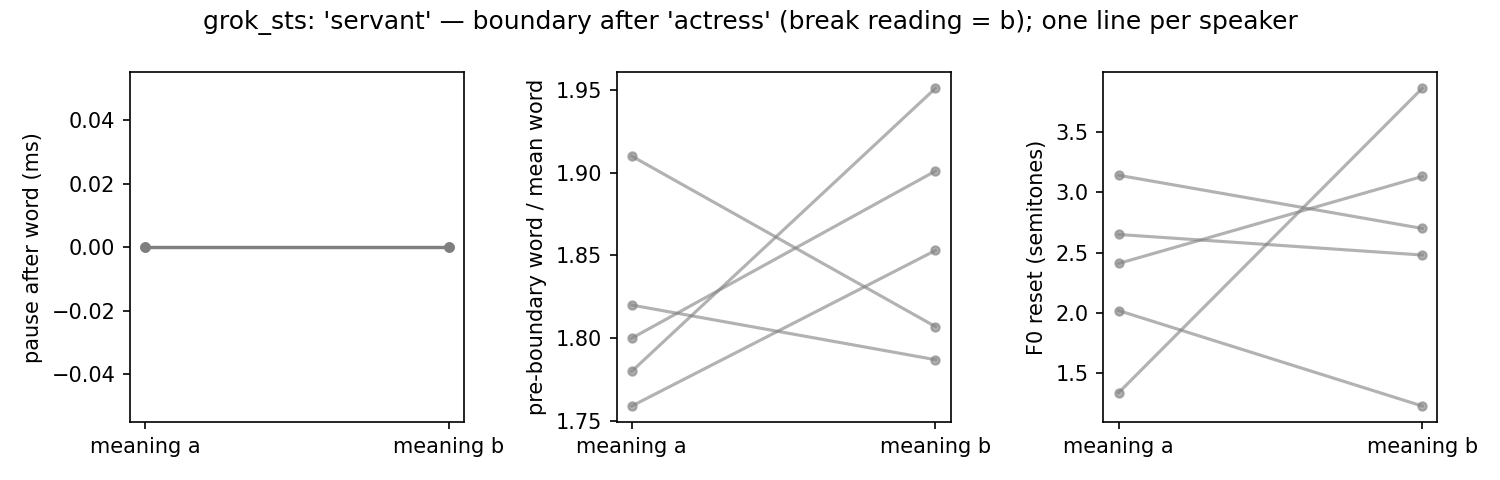 grok_sts: 'servant' — boundary after 'actress' (break reading = b); one line per speaker
pause after word (ms)
0.04
0.02
0.00
−0.02
−0.04
meaning a
meaning b
pre-boundary word / mean word
1.95
1.90
1.85
1.80
1.75
meaning a
meaning b
F0 reset (semitones)
3.5
3.0
2.5
2.0
1.5
meaning a
meaning b